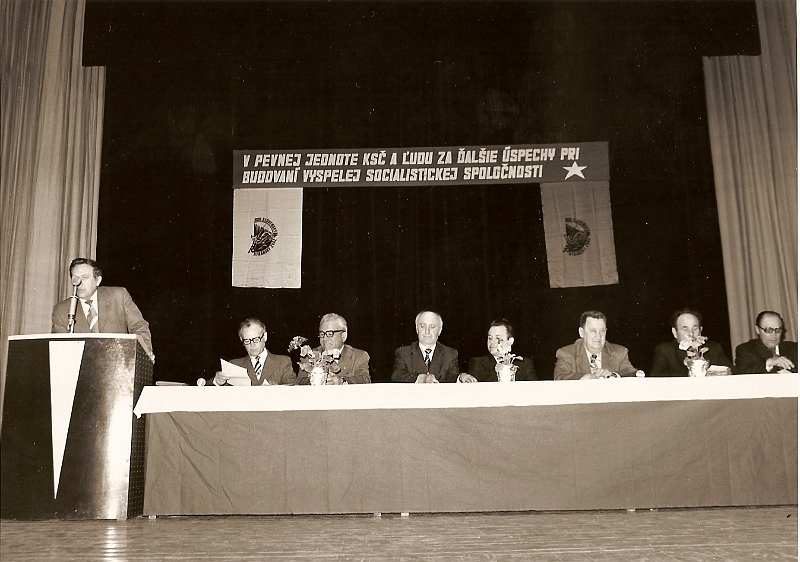 V PEVNEJ JEDNOTE KSČ A ĽUDU ZA ĎALŠIE ÚSPECHY PRI
BUDOVANÍ VYSPELEJ SOCIALISTICKEJ SPOLOČNOSTI